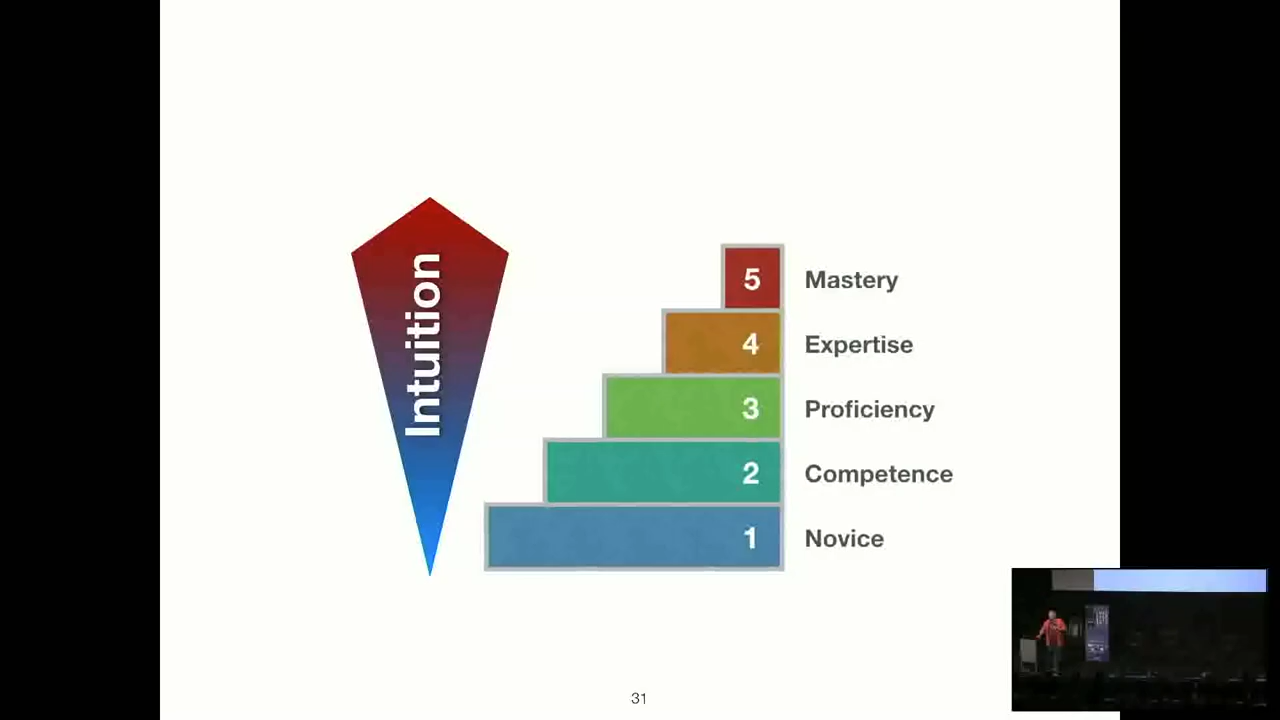 Intuition
5 Mastery
4 Expertise
3 Proficiency
2 Competence
1 Novice
31